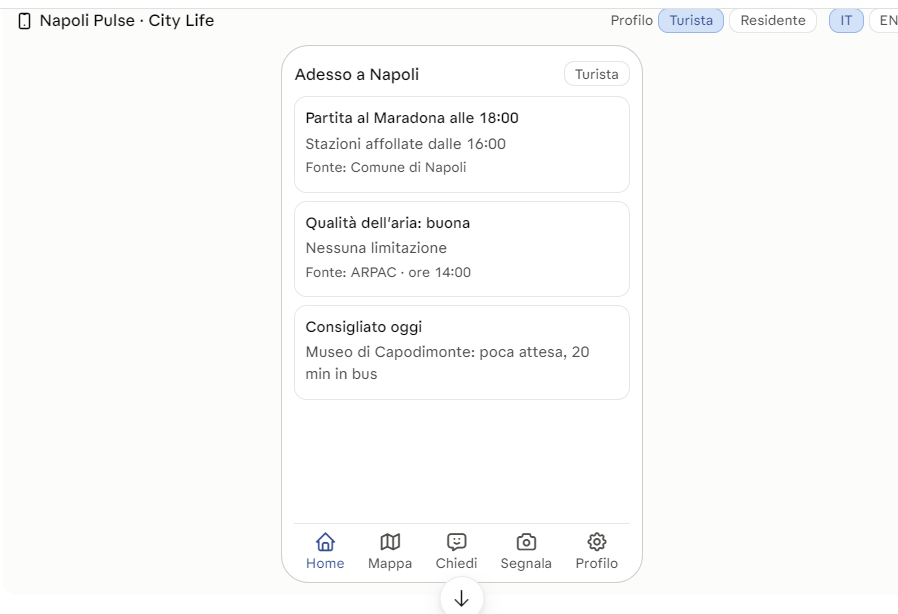 Napoli Pulse · City Life
Profilo Turista Residente IT EN
Adesso a Napoli
Turista
Partita al Maradona alle 18:00
Stazioni affollate dalle 16:00
Fonte: Comune di Napoli
Qualità dell'aria: buona
Nessuna limitazione
Fonte: ARPAC · ore 14:00
Consigliato oggi
Museo di Capodimonte: poca attesa, 20
min in bus
Home Mappa Chiedi Segnala Profilo